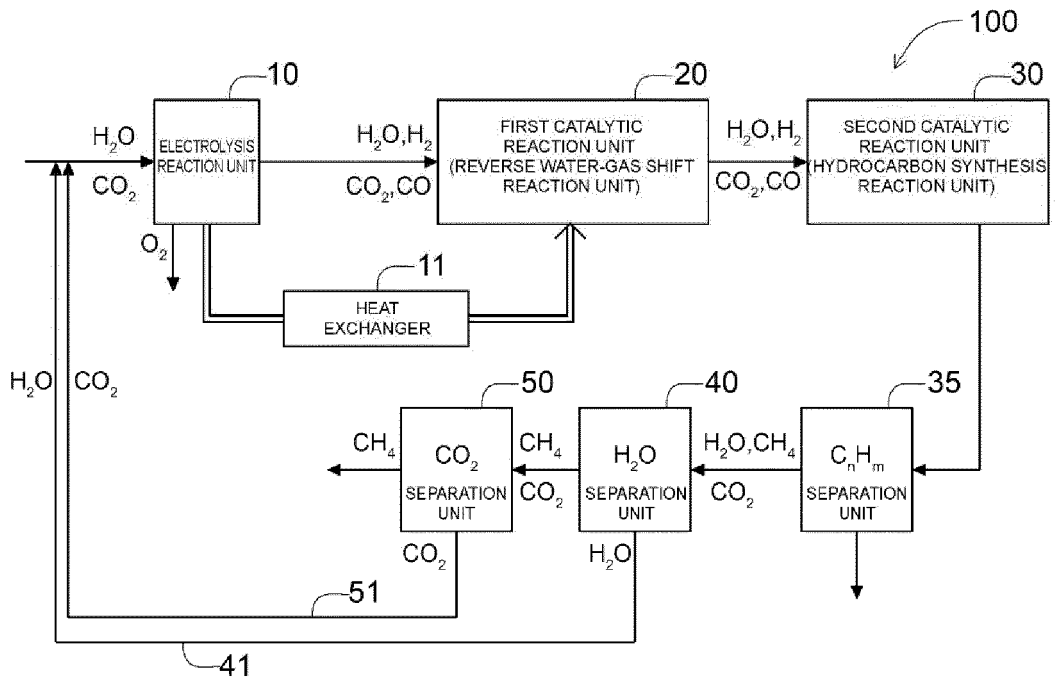 100
10
20
30
H₂O
CO₂
ELECTROLYSIS
REACTION UNIT
H₂O,H₂
CO₂,CO
FIRST CATALYTIC
REACTION UNIT
(REVERSE WATER-GAS SHIFT
REACTION UNIT)
H₂O,H₂
CO₂,CO
SECOND CATALYTIC
REACTION UNIT
(HYDROCARBON SYNTHESIS
REACTION UNIT)
O₂
11
HEAT
EXCHANGER
H₂O
CO₂
50
40
35
CH₄
CO₂
SEPARATION
UNIT
CH₄
CO₂
H₂O
SEPARATION
UNIT
H₂O,CH₄
CO₂
CₙHₘ
SEPARATION
UNIT
CO₂
H₂O
51
41